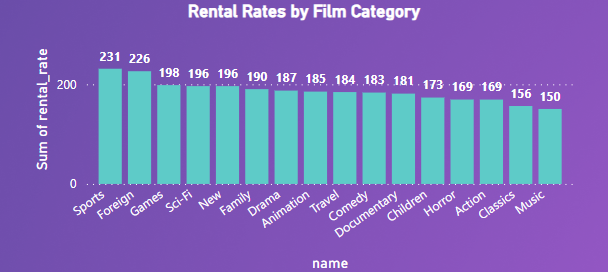 Rental Rates by Film Category
Sum of rental_rate
200
0
231 226 198 196 196 190 187 185 184 183 181 173 169 169 156 150
Sports Foreign Games Sci-Fi New Family Drama Animation Travel Comedy Documentary Children Horror Action Classics Music
name